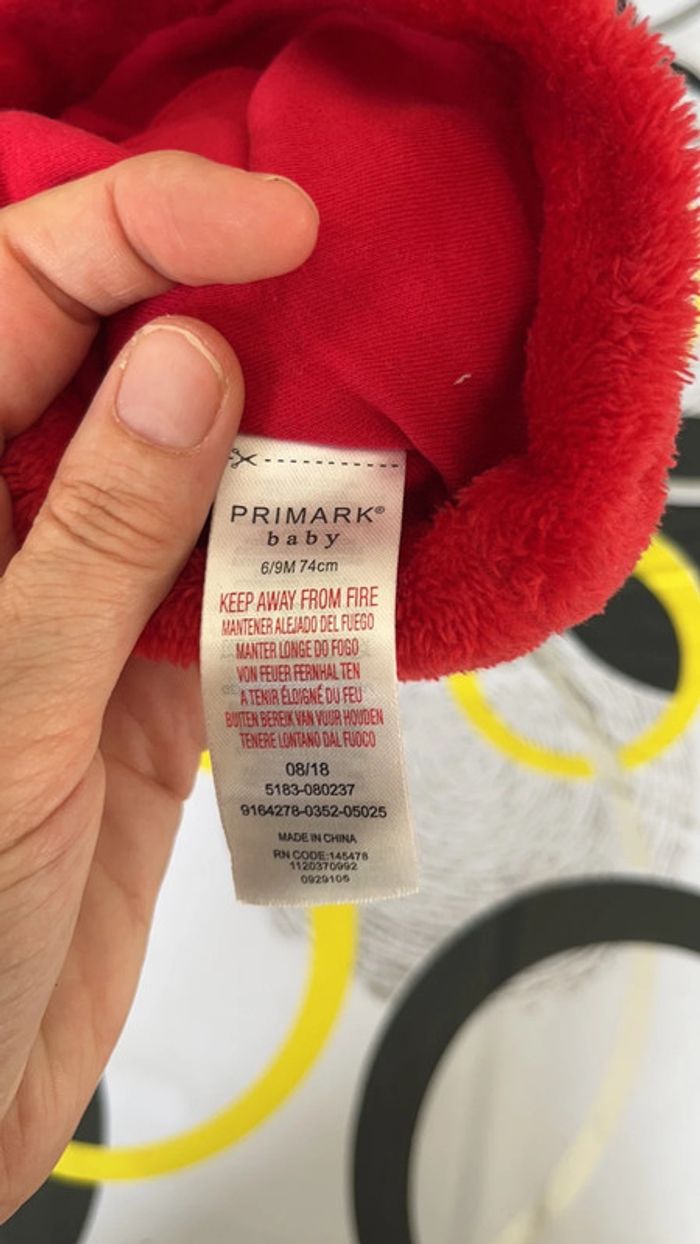 PRIMARK®
baby
6/9M 74cm
KEEP AWAY FROM FIRE
MANTENER ALEJADO DEL FUEGO
MANTER LONGE DO FOGO
VON FEUER FERNHALTEN
A TENIR ÉLOIGNÉ DU FEU
BUITEN BEREIK VAN VUUR HOUDEN
TENERE LONTANO DAL FUOCO
08/18
5183-080237
9164278-0352-05025
MADE IN CHINA
RN CODE:145478
1120370992
0929106